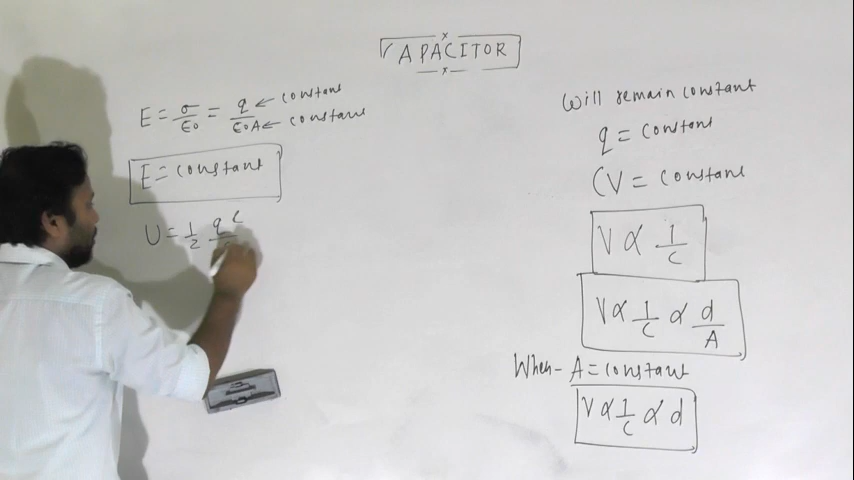 CAPACITOR
E = σ/ε₀ = q/ε₀A ← constant ← constant
E = constant
U = 1/2 q
Will remain constant
q = constant
CV = constant
V ∝ 1/C
V ∝ 1/C ∝ d/A
When - A = constant
V ∝ 1/C ∝ d